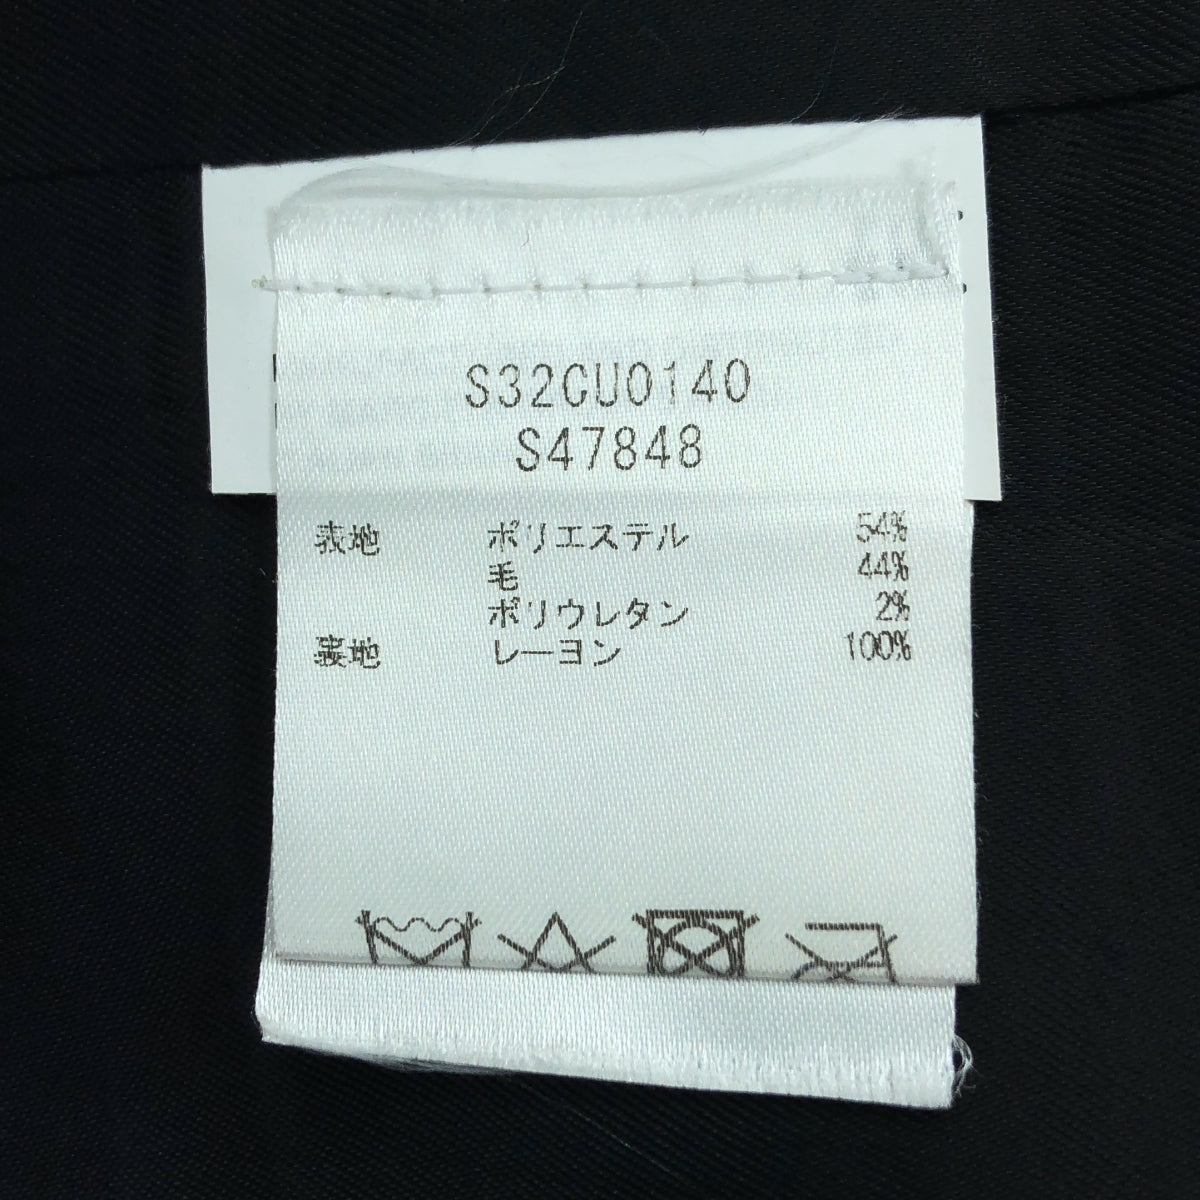 S32CU0140
S47848
表地 ポリエステル 54%
毛 44%
ポリウレタン 2%
裏地 レーヨン 100%